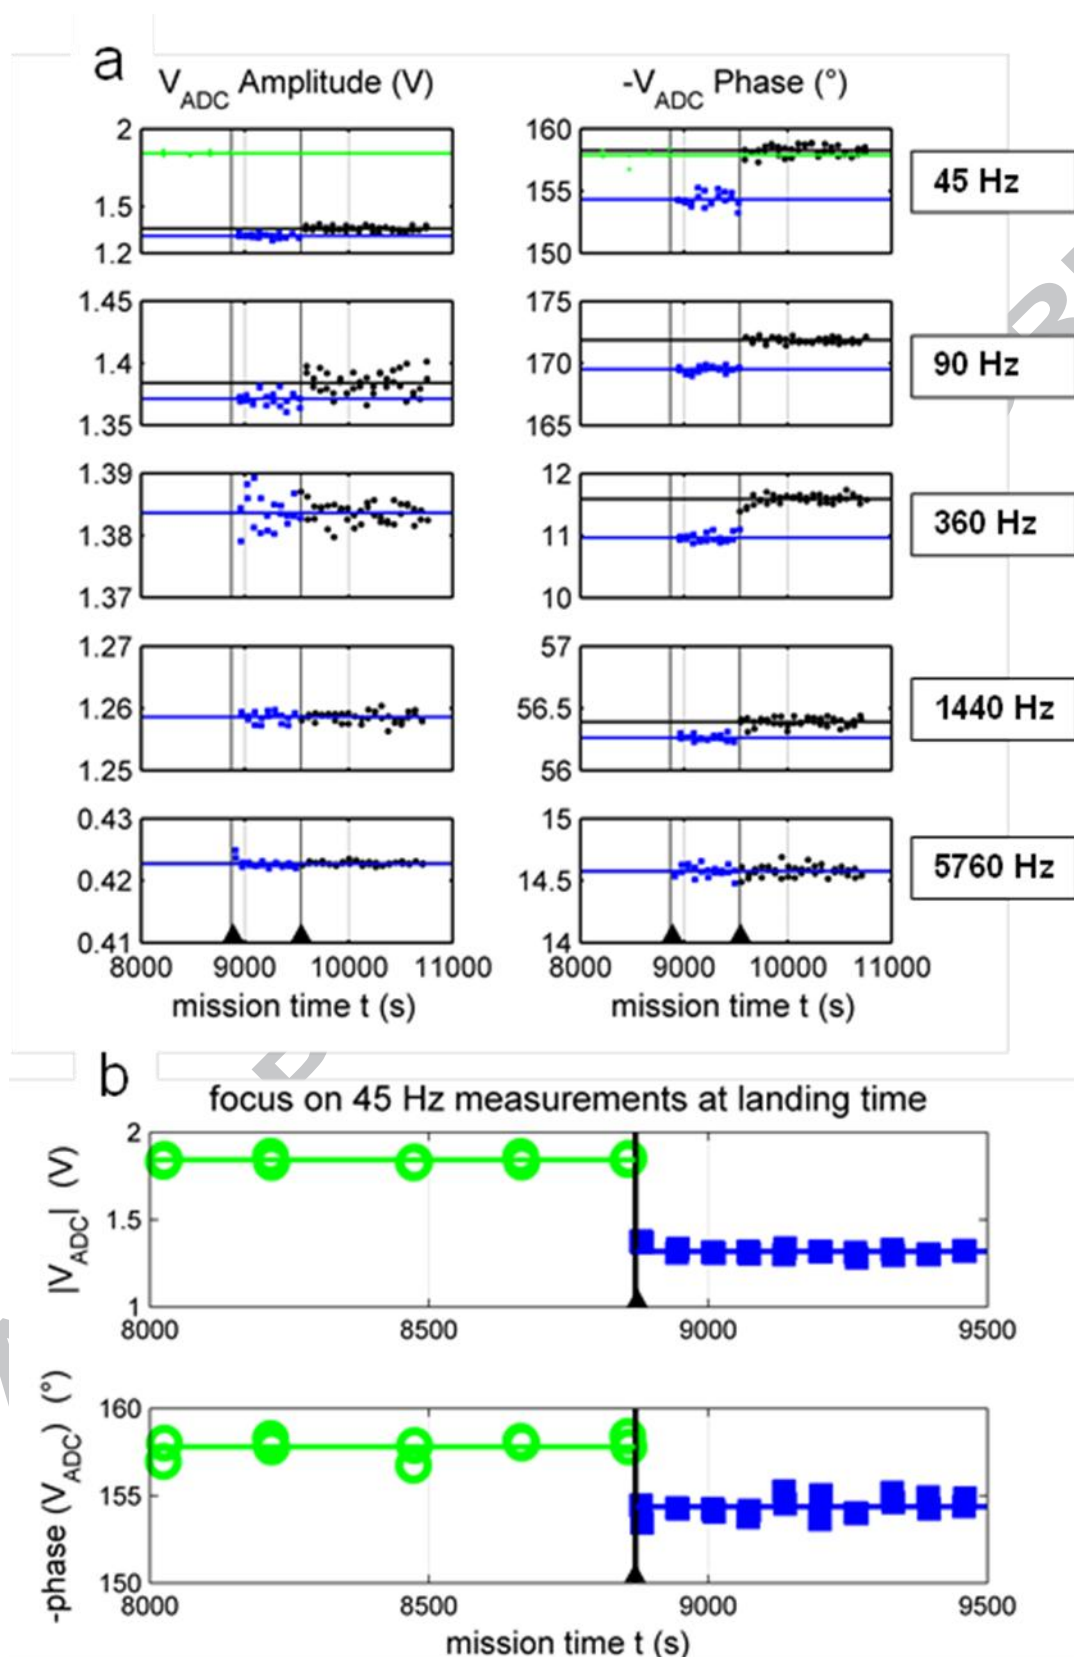 a
V_ADC Amplitude (V)
-V_ADC Phase (°)
2
1.5
1.2
160
155
150
45 Hz
1.45
1.4
1.35
175
170
165
90 Hz
1.39
1.38
1.37
12
11
10
360 Hz
1.27
1.26
1.25
57
56.5
56
1440 Hz
0.43
0.42
0.41
15
14.5
14
5760 Hz
8000 9000 10000 11000
8000 9000 10000 11000
mission time t (s)
mission time t (s)
b
focus on 45 Hz measurements at landing time
|V_ADC| (V)
2
1.5
1
8000 8500 9000 9500
-phase (V_ADC) (°)
160
155
150
8000 8500 9000 9500
mission time t (s)